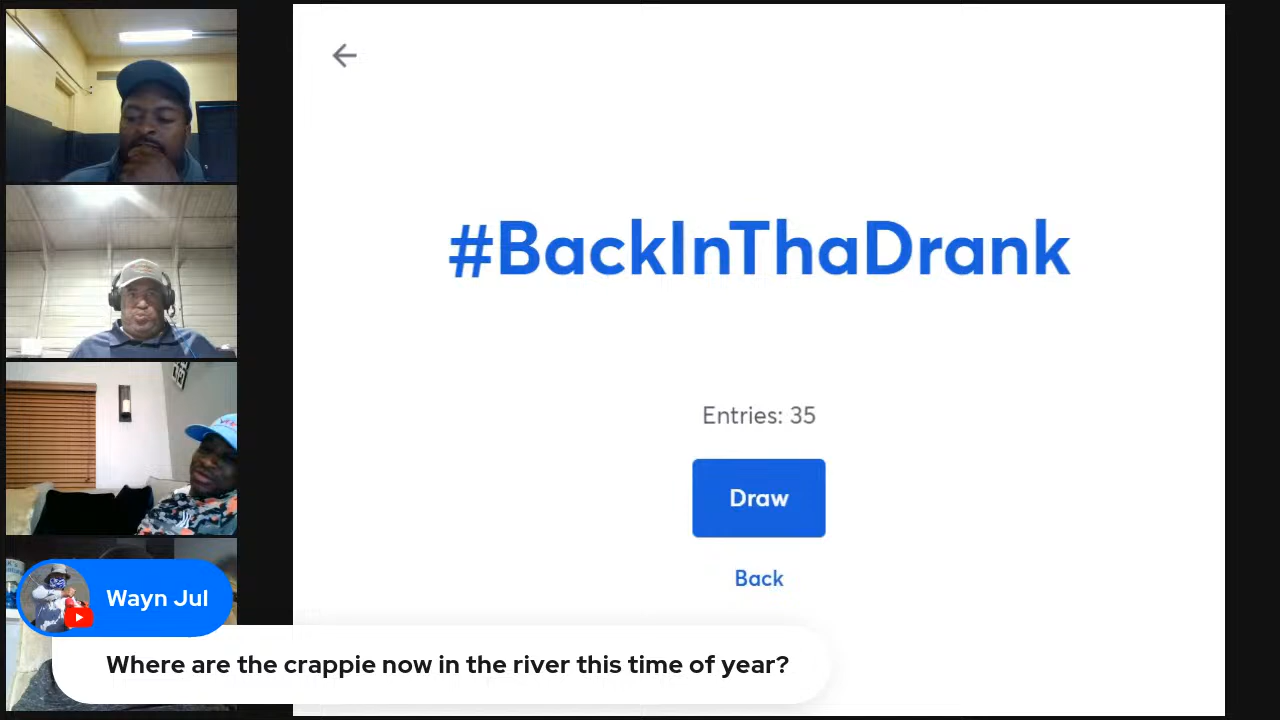 #BackInThaDrank
Entries: 35
Draw
Back
Wayn Jul
Where are the crappie now in the river this time of year?